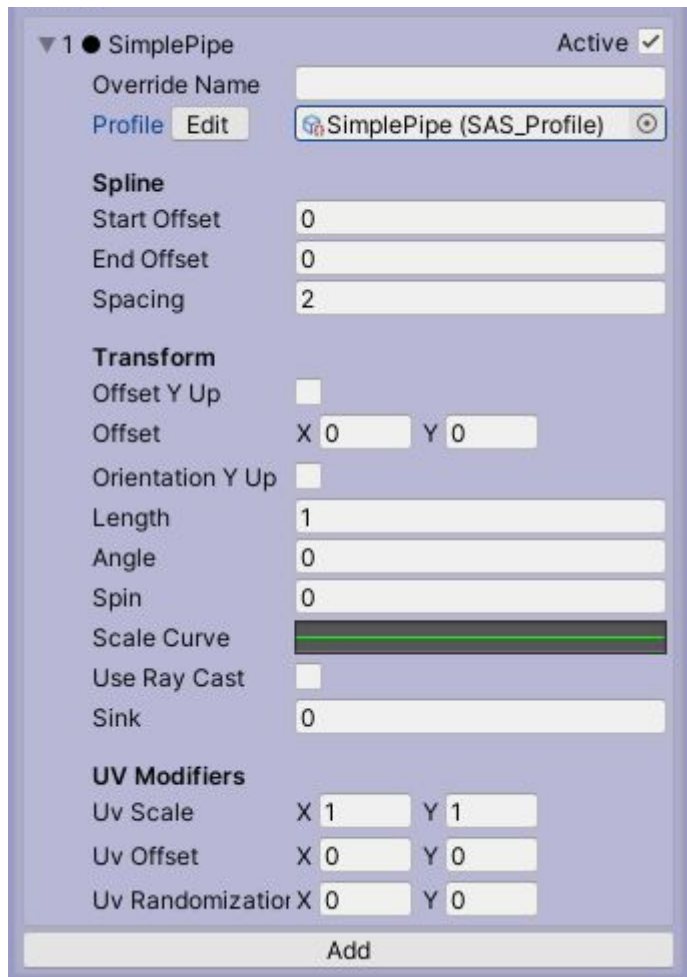 1 SimplePipe Active
Override Name
Profile Edit SimplePipe (SAS_Profile)
Spline
Start Offset 0
End Offset 0
Spacing 2
Transform
Offset Y Up
Offset X 0 Y 0
Orientation Y Up
Length 1
Angle 0
Spin 0
Scale Curve
Use Ray Cast
Sink 0
UV Modifiers
Uv Scale X 1 Y 1
Uv Offset X 0 Y 0
Uv Randomization X 0 Y 0
Add